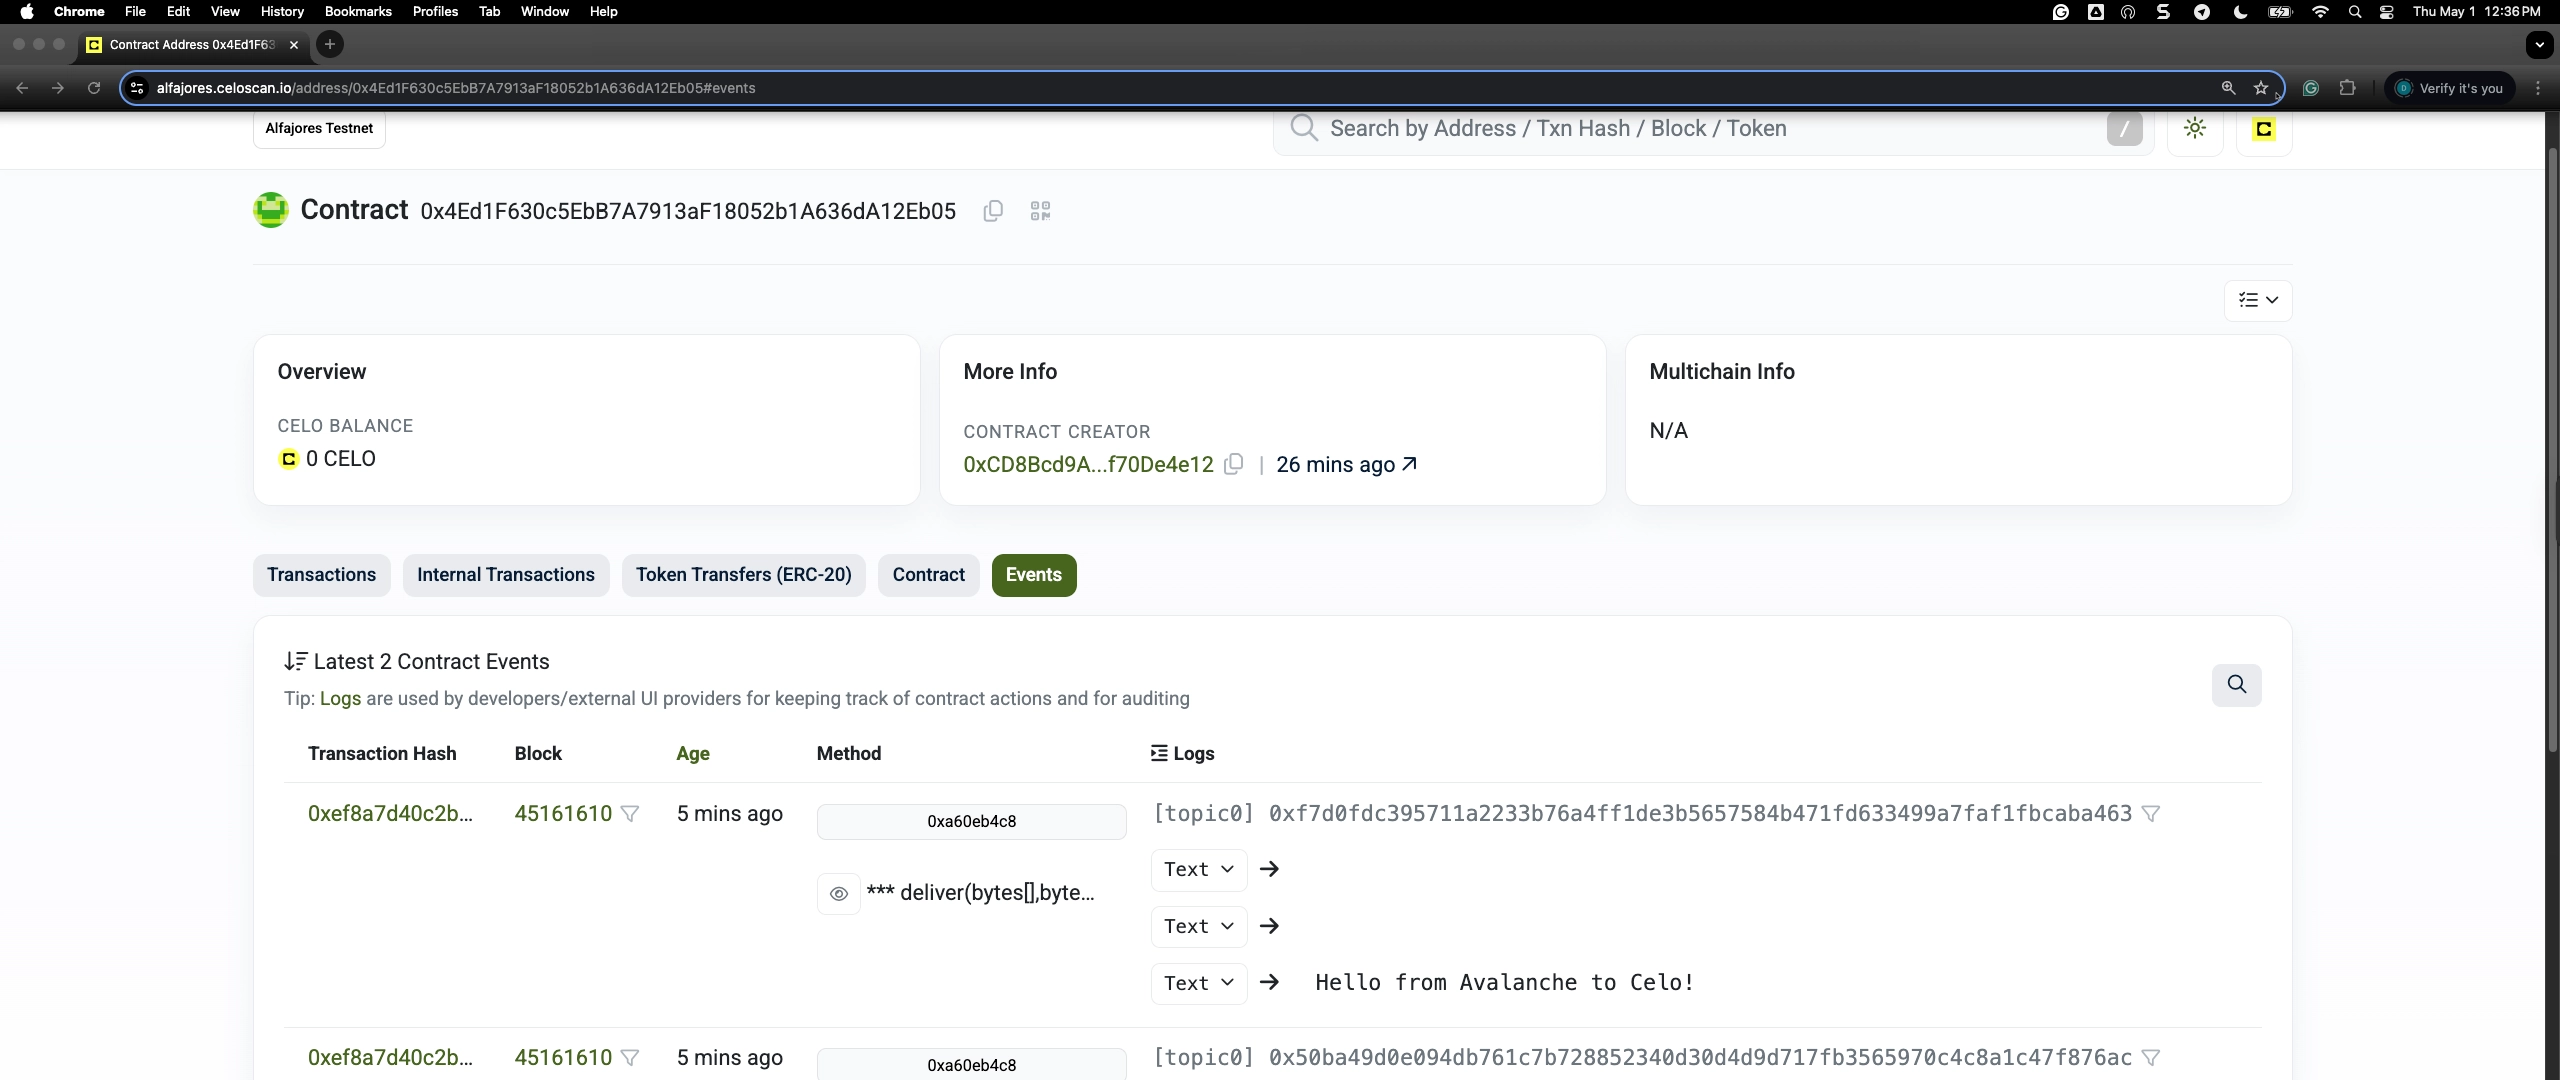 Chrome File Edit View History Bookmarks Profiles Tab Window Help Thu May 1 12:36 PM
Contract Address 0x4Ed1F63
alfajores.celoscan.io/address/0x4Ed1F630c5EbB7A7913aF18052b1A636dA12Eb05#events Verify it's you
Alfajores Testnet Search by Address / Txn Hash / Block / Token /
Contract 0x4Ed1F630c5EbB7A7913aF18052b1A636dA12Eb05
Overview
CELO BALANCE
0 CELO
More Info
CONTRACT CREATOR
0xCD8Bcd9A...f70De4e12 | 26 mins ago
Multichain Info
N/A
Transactions Internal Transactions Token Transfers (ERC-20) Contract Events
Latest 2 Contract Events
Tip: Logs are used by developers/external UI providers for keeping track of contract actions and for auditing
Transaction Hash Block Age Method Logs
0xef8a7d40c2b... 45161610 5 mins ago 0xa60eb4c8 [topic0] 0xf7d0fdc395711a2233b76a4ff1de3b5657584b471fd633499a7faf1fbcaba463
Text
*** deliver(bytes[],byte...
Text
Text Hello from Avalanche to Celo!
0xef8a7d40c2b... 45161610 5 mins ago 0xa60eb4c8 [topic0] 0x50ba49d0e094db761c7b728852340d30d4d9d717fb3565970c4c8a1c47f876ac